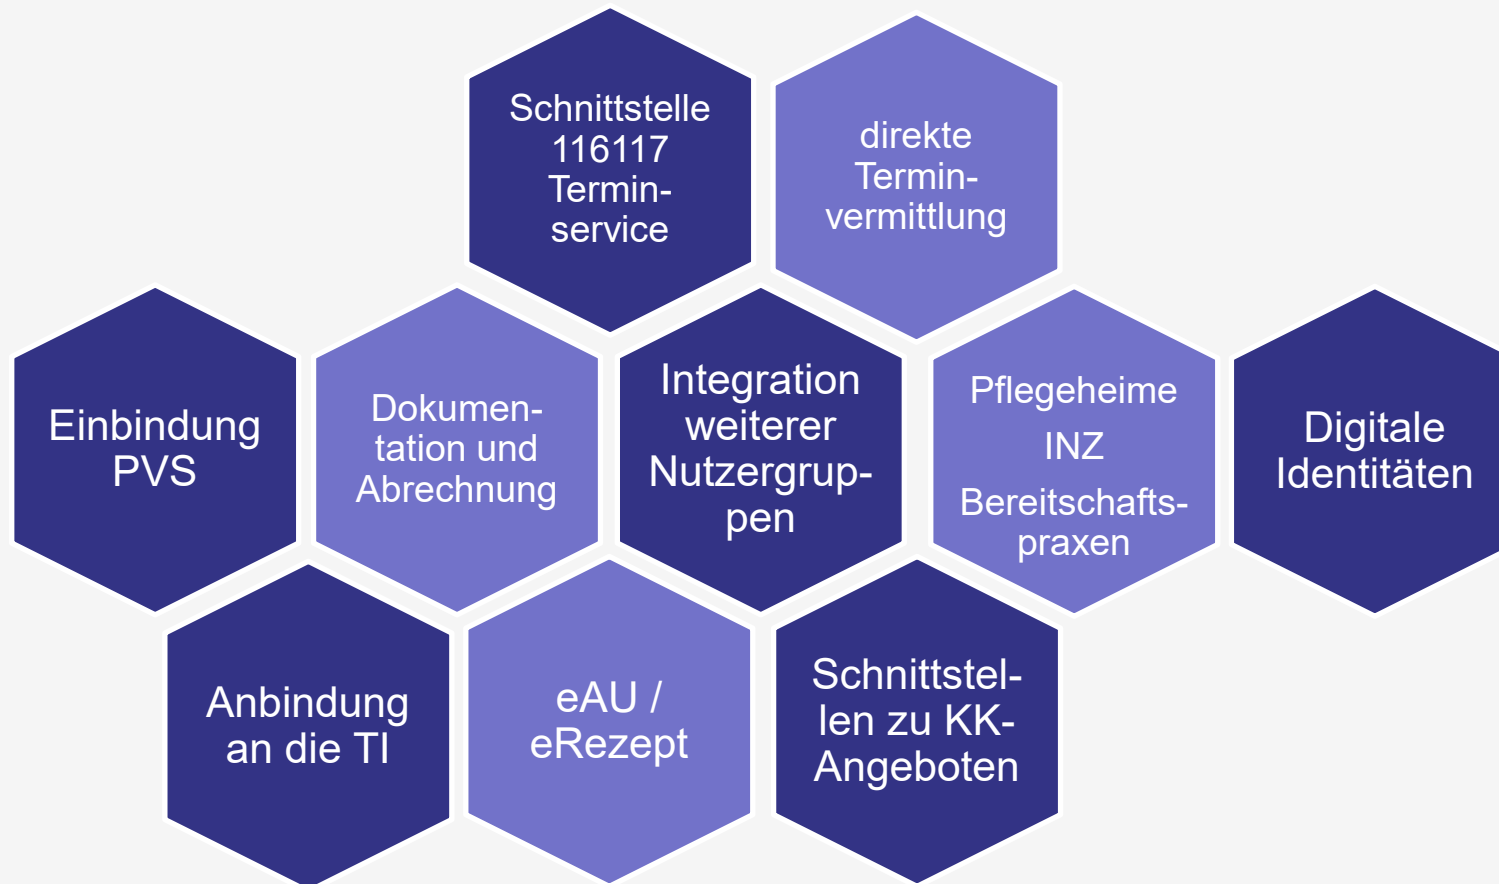 Schnittstelle
116117
Termin-
service
direkte
Termin-
vermittlung
Einbindung
PVS
Dokumen-
tation und
Abrechnung
Integration
weiterer
Nutzergrup-
pen
Pflegeheime
INZ
Bereitschafts-
praxen
Digitale
Identitäten
Anbindung
an die TI
eAU /
eRezept
Schnittstel-
len zu KK-
Angeboten